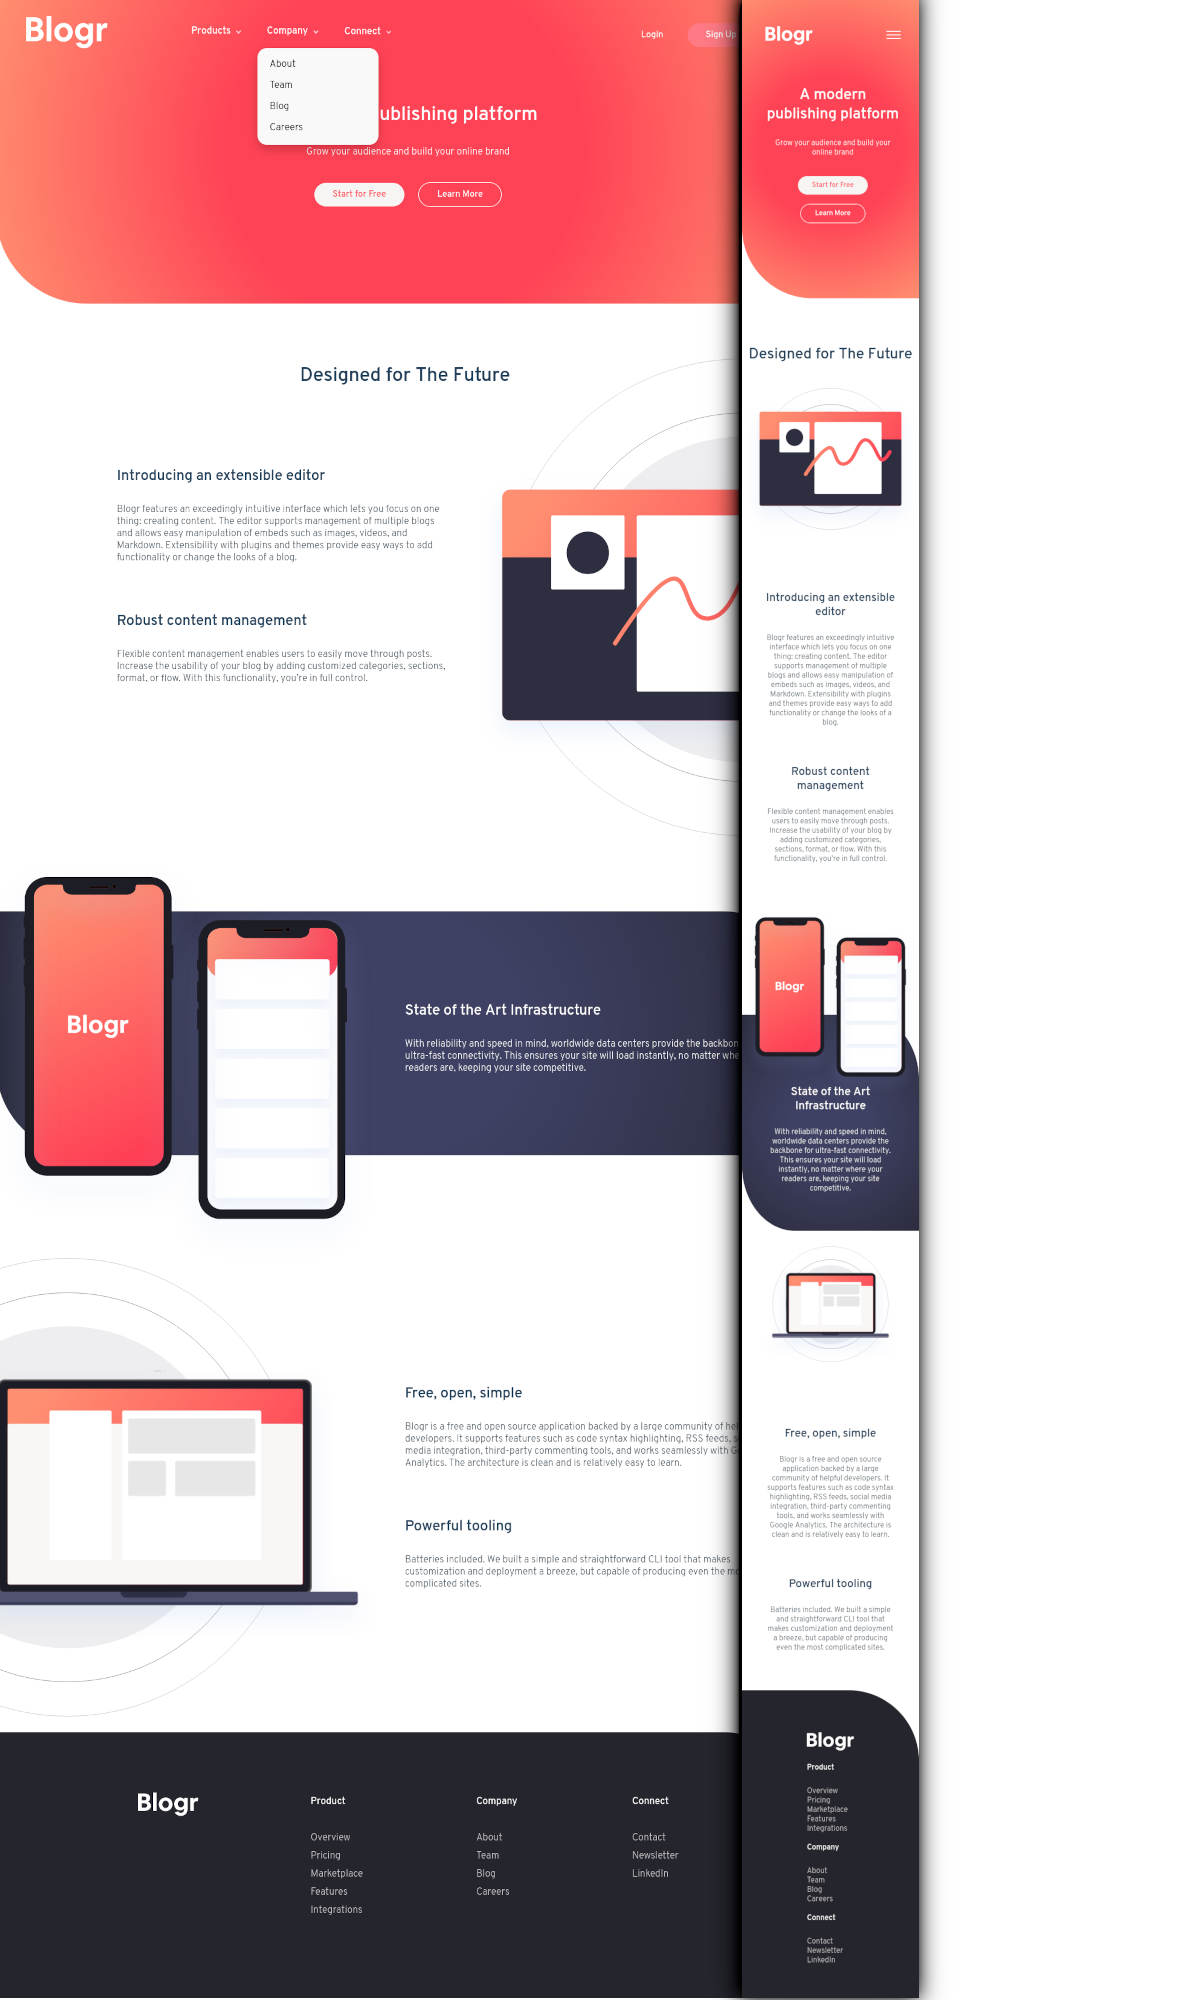 Blogr
Products
Company
Connect
Login
Sign Up
About
Team
Blog
Careers
ublishing platform
Grow your audience and build your online brand
Start for Free
Learn More
Designed for The Future
Introducing an extensible editor
Blogr features an exceedingly intuitive interface which lets you focus on one
thing: creating content. The editor supports management of multiple blogs
and allows easy manipulation of embeds such as images, videos, and
Markdown. Extensibility with plugins and themes provide easy ways to add
functionality or change the looks of a blog.
Robust content management
Flexible content management enables users to easily move through posts.
Increase the usability of your blog by adding customized categories, sections,
format, or flow. With this functionality, you're in full control.
Blogr
State of the Art Infrastructure
With reliability and speed in mind, worldwide data centers provide the backbon
ultra-fast connectivity. This ensures your site will load instantly, no matter whe
readers are, keeping your site competitive.
Free, open, simple
Blogr is a free and open source application backed by a large community of hel
developers. It supports features such as code syntax highlighting, RSS feeds, s
media integration, third-party commenting tools, and works seamlessly with G
Analytics. The architecture is clean and is relatively easy to learn.
Powerful tooling
Batteries included. We built a simple and straightforward CLI tool that makes
customization and deployment a breeze, but capable of producing even the mo
complicated sites.
Blogr
Product
Overview
Pricing
Marketplace
Features
Integrations
Company
About
Team
Blog
Careers
Connect
Contact
Newsletter
LinkedIn
Blogr
A modern
publishing platform
Grow your audience and build your
online brand
Start for Free
Learn More
Designed for The Future
Introducing an extensible
editor
Blogr features an exceedingly intuitive
interface which lets you focus on one
thing: creating content. The editor
supports management of multiple
blogs and allows easy manipulation of
embeds such as images, videos, and
Markdown. Extensibility with plugins
and themes provide easy ways to add
functionality or change the looks of a
blog.
Robust content
management
Flexible content management enables
users to easily move through posts.
Increase the usability of your blog by
adding customized categories,
sections, format, or flow. With this
functionality, you're in full control.
Blogr
State of the Art
Infrastructure
With reliability and speed in mind,
worldwide data centers provide the
backbone for ultra-fast connectivity.
This ensures your site will load
instantly, no matter where your
readers are, keeping your site
competitive.
Free, open, simple
Blogr is a free and open source
application backed by a large
community of helpful developers. It
supports features such as code syntax
highlighting, RSS feeds, social media
integration, third-party commenting
tools, and works seamlessly with
Google Analytics. The architecture is
clean and is relatively easy to learn.
Powerful tooling
Batteries included. We built a simple
and straightforward CLI tool that
makes customization and deployment
a breeze, but capable of producing
even the most complicated sites.
Blogr
Product
Overview
Pricing
Marketplace
Features
Integrations
Company
About
Team
Blog
Careers
Connect
Contact
Newsletter
LinkedIn